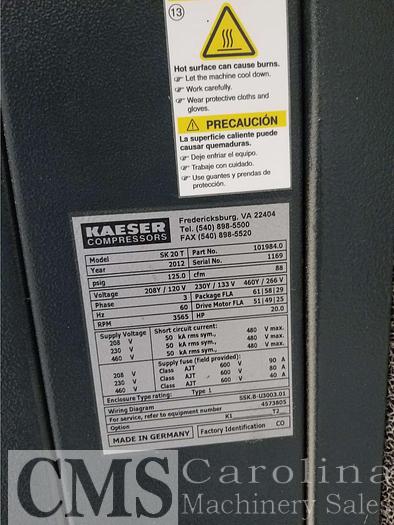 13
Hot surface can cause burns.
☞ Let the machine cool down.
☞ Work carefully.
☞ Wear protective cloths and
gloves.
PRECAUCIÓN
La superficie caliente puede
causar quemaduras.
☞ Deje enfriar el equipo.
☞ Trabaje con cuidado.
☞ Use guantes y prendas de
protección.
KAESER COMPRESSORS
Fredericksburg, VA 22404
Tel. (540) 898-5500
FAX (540) 898-5520
Model SK 20 T Part No. 101984.0
Year 2012 Serial No. 1169
psig 125.0 cfm 88
Voltage 208Y / 120 V 230Y / 133 V 460Y / 266 V
Phase 3 Package FLA 61 | 58 | 29
Hz 60 Drive Motor FLA 51 | 49 | 25
RPM 3565 HP 20.0
Supply Voltage Short circuit current:
208 V 50 kA rms sym., 480 V max.
230 V 50 kA rms sym., 480 V max.
460 V 50 kA rms sym., 480 V max.
Supply fuse (field provided):
208 V Class AJT 600 V 90 A
230 V Class AJT 600 V 80 A
460 V Class AJT 600 V 40 A
Enclosure Type rating: Type 1
Wiring Diagram SSK.8-U3003.01
For service, refer to equipment number 4573805
Option K1 T2
MADE IN GERMANY Factory Identification CO
CMS Carolina
Machinery Sales